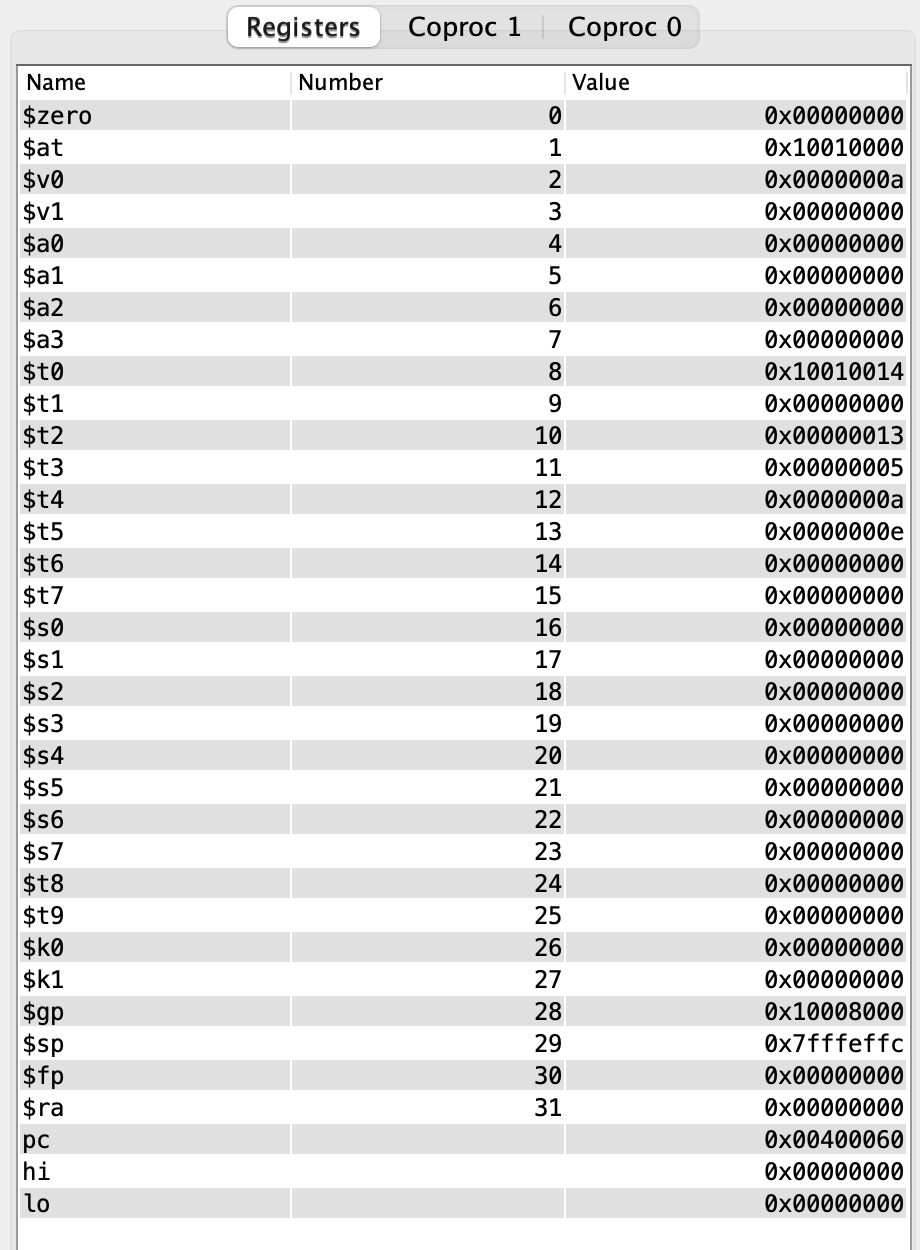 Registers Coproc 1 Coproc 0
Name Number Value
$zero 0 0x00000000
$at 1 0x10010000
$v0 2 0x0000000a
$v1 3 0x00000000
$a0 4 0x00000000
$a1 5 0x00000000
$a2 6 0x00000000
$a3 7 0x00000000
$t0 8 0x10010014
$t1 9 0x00000000
$t2 10 0x00000013
$t3 11 0x00000005
$t4 12 0x0000000a
$t5 13 0x0000000e
$t6 14 0x00000000
$t7 15 0x00000000
$s0 16 0x00000000
$s1 17 0x00000000
$s2 18 0x00000000
$s3 19 0x00000000
$s4 20 0x00000000
$s5 21 0x00000000
$s6 22 0x00000000
$s7 23 0x00000000
$t8 24 0x00000000
$t9 25 0x00000000
$k0 26 0x00000000
$k1 27 0x00000000
$gp 28 0x10008000
$sp 29 0x7fffeffc
$fp 30 0x00000000
$ra 31 0x00000000
pc 0x00400060
hi 0x00000000
lo 0x00000000